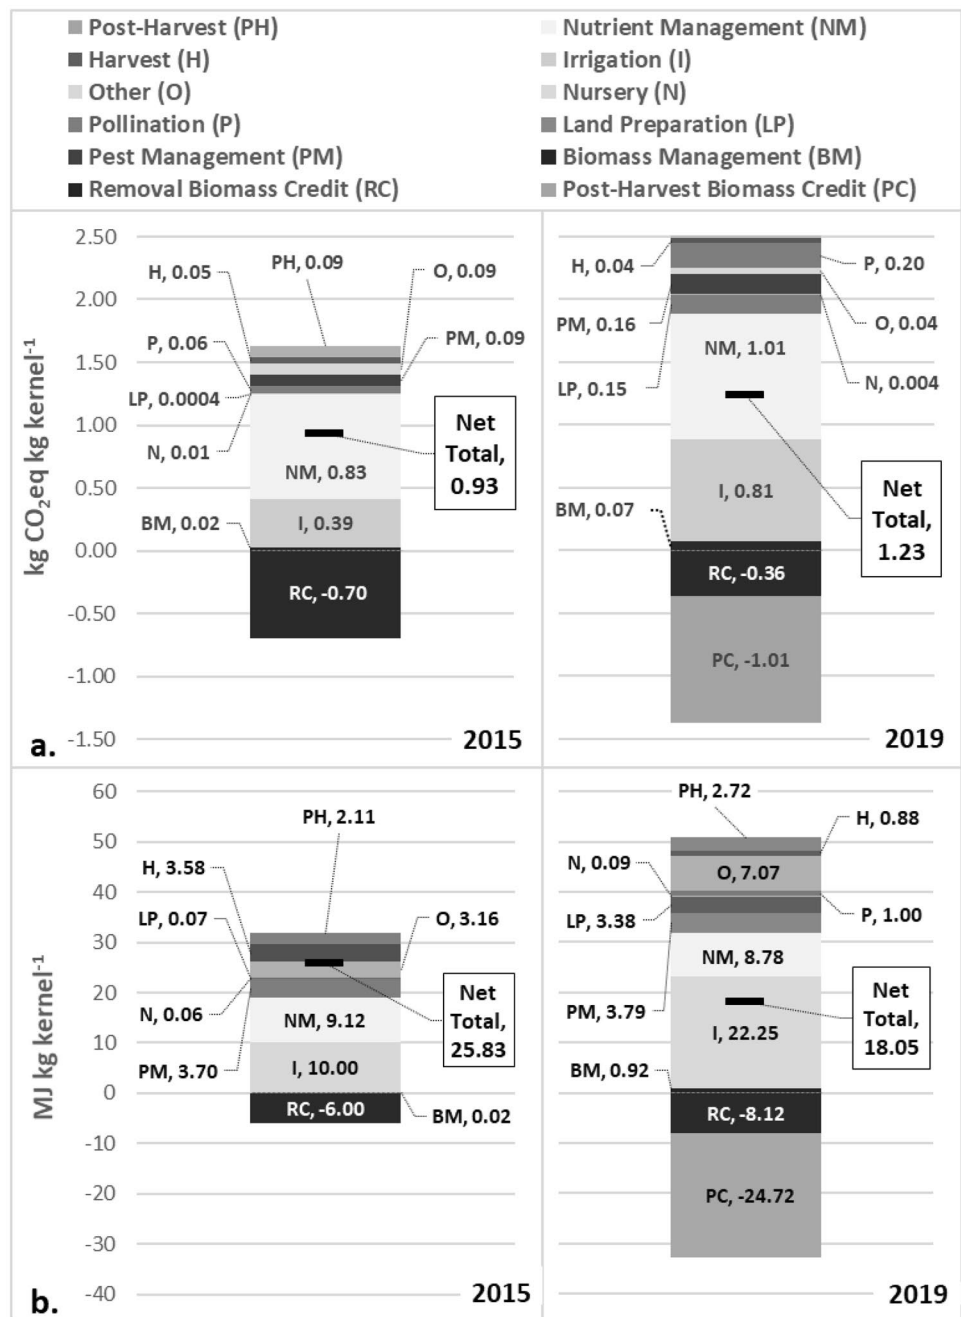 Post-Harvest (PH)
Nutrient Management (NM)
Harvest (H)
Irrigation (I)
Other (O)
Nursery (N)
Pollination (P)
Land Preparation (LP)
Pest Management (PM)
Biomass Management (BM)
Removal Biomass Credit (RC)
Post-Harvest Biomass Credit (PC)
kg CO₂eq kg kernel⁻¹
2.50
2.00
1.50
1.00
0.50
0.00
-0.50
-1.00
-1.50
H, 0.05
PH, 0.09
O, 0.09
P, 0.06
PM, 0.09
LP, 0.0004
N, 0.01
NM, 0.83
Net
Total,
0.93
BM, 0.02
I, 0.39
RC, -0.70
a.
2015
H, 0.04
P, 0.20
PM, 0.16
O, 0.04
NM, 1.01
LP, 0.15
N, 0.004
I, 0.81
BM, 0.07
Net
Total,
1.23
RC, -0.36
PC, -1.01
2019
MJ kg kernel⁻¹
60
50
40
30
20
10
0
-10
-20
-30
-40
PH, 2.11
H, 3.58
LP, 0.07
O, 3.16
N, 0.06
NM, 9.12
Net
Total,
25.83
PM, 3.70
I, 10.00
RC, -6.00
BM, 0.02
b.
2015
PH, 2.72
H, 0.88
N, 0.09
O, 7.07
LP, 3.38
P, 1.00
NM, 8.78
PM, 3.79
I, 22.25
Net
Total,
18.05
BM, 0.92
RC, -8.12
PC, -24.72
2019